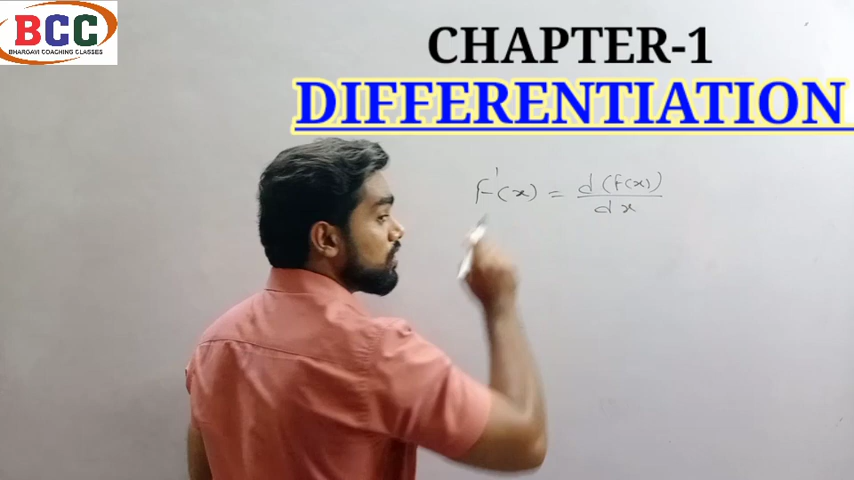 BCC
BHARGAVI COACHING CLASSES
CHAPTER-1
DIFFERENTIATION
F'(x) = d(F(x))/dx